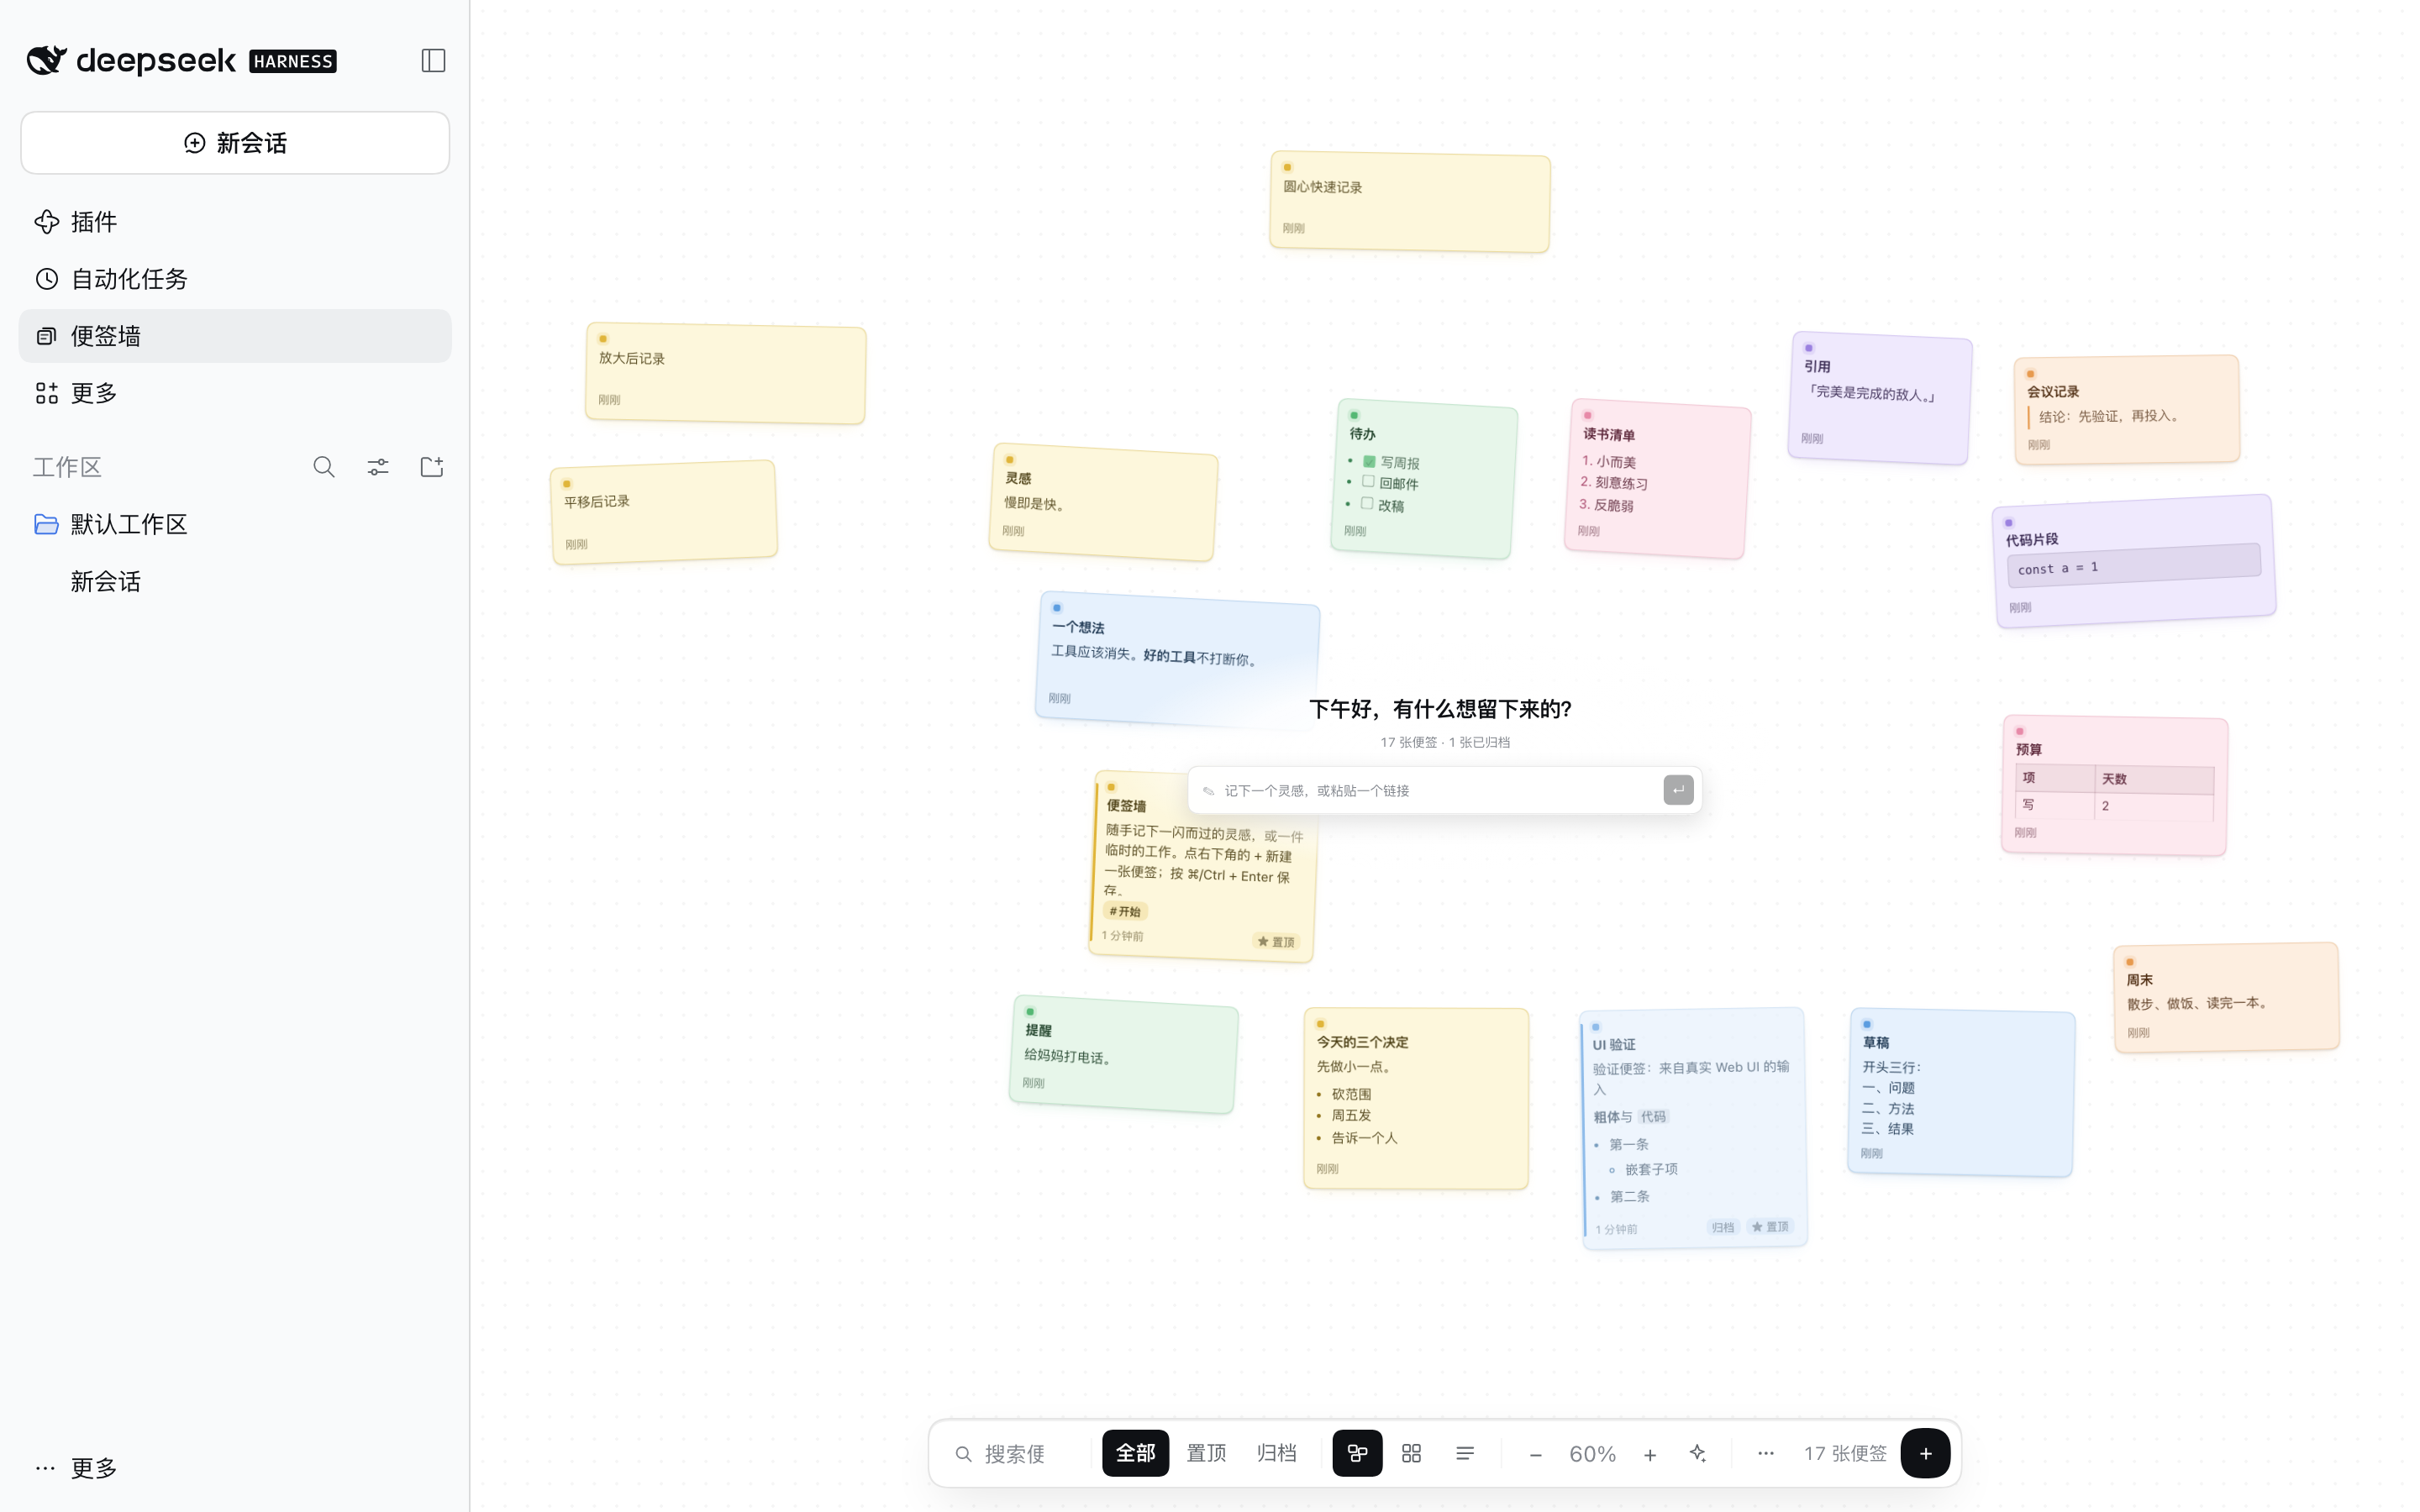 deepseek HARNESS
新会话
插件
自动化任务
便签墙
更多
工作区
默认工作区
新会话
更多
圆心快速记录
刚刚
放大后记录
刚刚
平移后记录
刚刚
灵感
慢即是快。
刚刚
待办
写周报
回邮件
改稿
刚刚
读书清单
1. 小而美
2. 刻意练习
3. 反脆弱
刚刚
引用
「完美是完成的敌人。」
刚刚
会议记录
结论：先验证，再投入。
刚刚
代码片段
const a = 1
刚刚
一个想法
工具应该消失。好的工具不打断你。
刚刚
下午好，有什么想留下来的？
17 张便签 · 1 张已归档
记下一个灵感，或粘贴一个链接
便签墙
随手记下一闪而过的灵感，或一件
临时的工作。点右下角的 + 新建
一张便签；按 ⌘/Ctrl + Enter 保
存。
# 开始
1 分钟前
置顶
预算
项 天数
写 2
刚刚
周末
散步、做饭、读完一本。
刚刚
提醒
给妈妈打电话。
刚刚
今天的三个决定
先做小一点。
• 砍范围
• 周五发
• 告诉一个人
刚刚
UI 验证
验证便签：来自真实 Web UI 的输
入
粗体与 代码
• 第一条
◦ 嵌套子项
• 第二条
1 分钟前
归档 置顶
草稿
开头三行：
一、问题
二、方法
三、结果
刚刚
搜索便 全部 置顶 归档 − 60% + 17 张便签 +